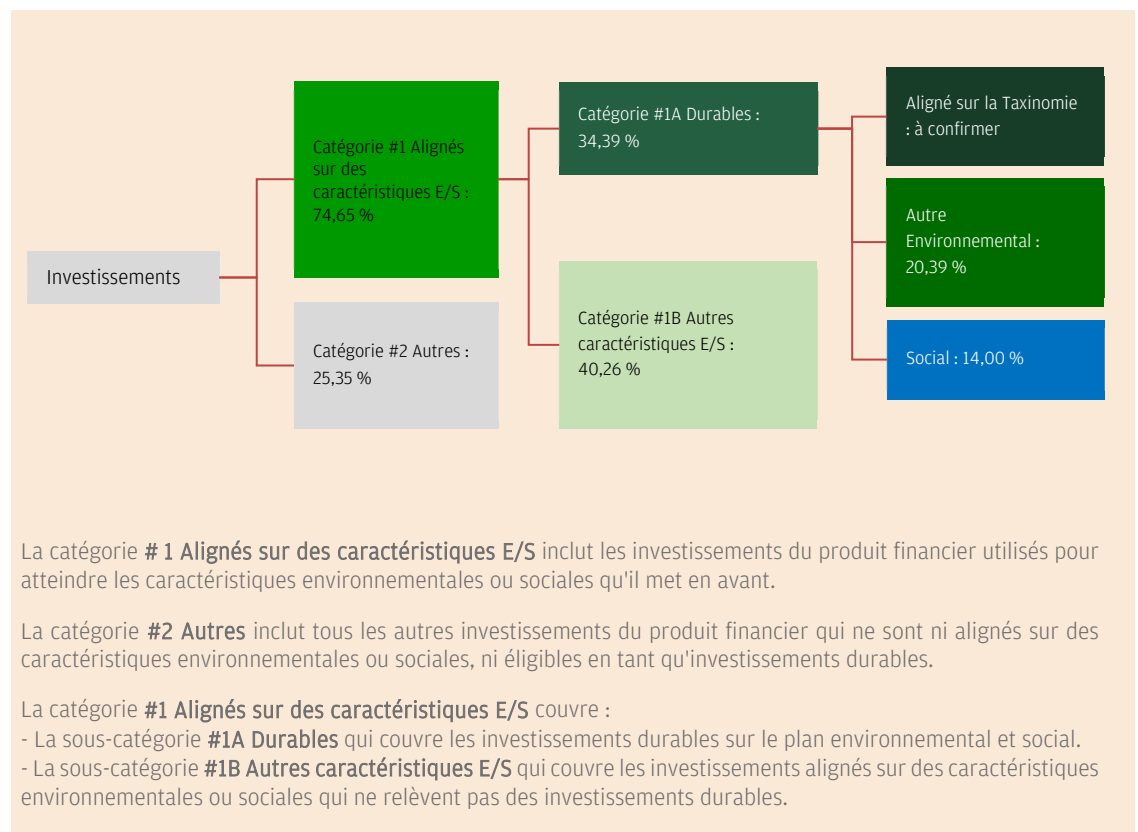 Investissements
Catégorie #1 Alignés
sur des
caractéristiques E/S :
74,65 %
Catégorie #2 Autres :
25,35 %
Catégorie #1A Durables :
34,39 %
Catégorie #1B Autres
caractéristiques E/S :
40,26 %
Aligné sur la Taxinomie
: à confirmer
Autre
Environnemental :
20,39 %
Social : 14,00 %
La catégorie # 1 Alignés sur des caractéristiques E/S inclut les investissements du produit financier utilisés pour
atteindre les caractéristiques environnementales ou sociales qu'il met en avant.
La catégorie #2 Autres inclut tous les autres investissements du produit financier qui ne sont ni alignés sur des
caractéristiques environnementales ou sociales, ni éligibles en tant qu'investissements durables.
La catégorie #1 Alignés sur des caractéristiques E/S couvre :
- La sous-catégorie #1A Durables qui couvre les investissements durables sur le plan environnemental et social.
- La sous-catégorie #1B Autres caractéristiques E/S qui couvre les investissements alignés sur des caractéristiques
environnementales ou sociales qui ne relèvent pas des investissements durables.